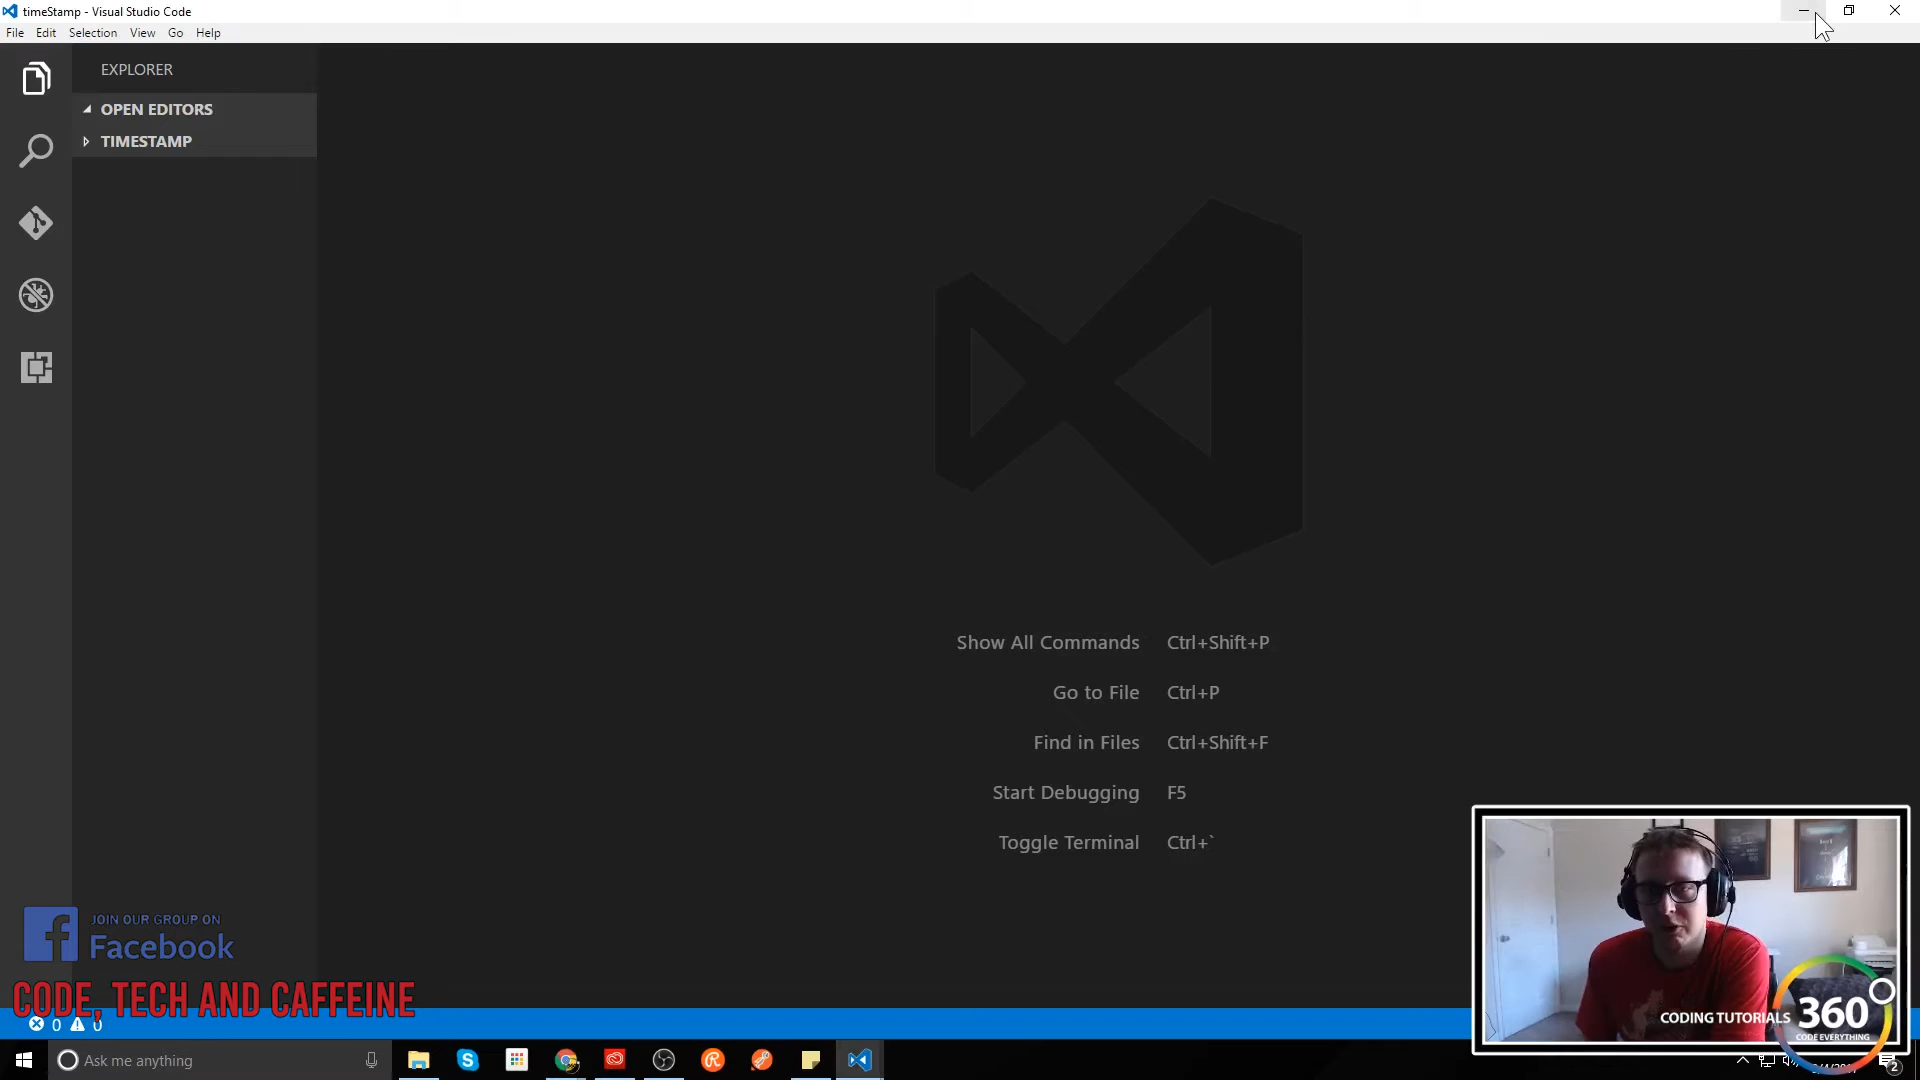 timeStamp - Visual Studio Code
File Edit Selection View Go Help
EXPLORER
OPEN EDITORS
TIMESTAMP
Show All Commands Ctrl+Shift+P
Go to File Ctrl+P
Find in Files Ctrl+Shift+F
Start Debugging F5
Toggle Terminal Ctrl+`
JOIN OUR GROUP ON
Facebook
CODE, TECH AND CAFFEINE
0 0
CODING TUTORIALS 360
CODE EVERYTHING
Ask me anything
2